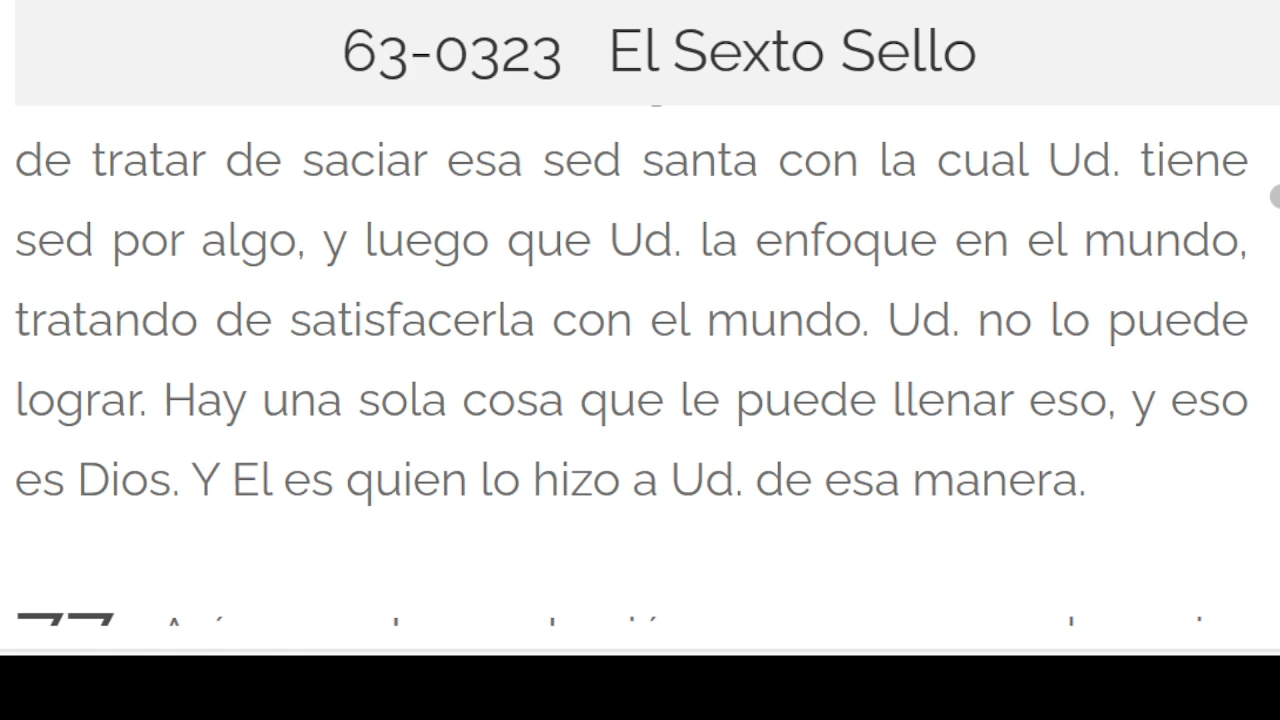 63-0323 El Sexto Sello
de tratar de saciar esa sed santa con la cual Ud. tiene
sed por algo, y luego que Ud. la enfoque en el mundo,
tratando de satisfacerla con el mundo. Ud. no lo puede
lograr. Hay una sola cosa que le puede llenar eso, y eso
es Dios. Y El es quien lo hizo a Ud. de esa manera.